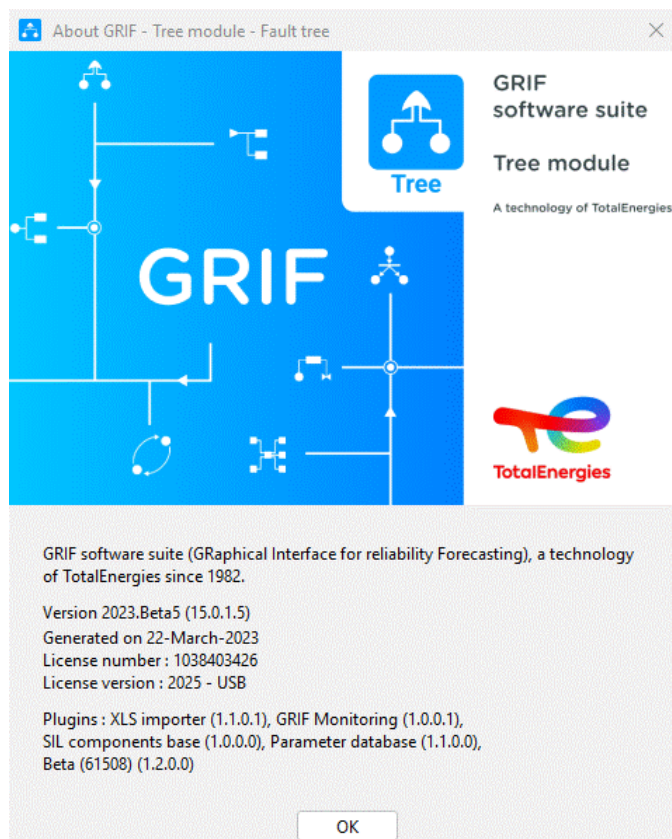 About GRIF - Tree module - Fault tree
GRIF
software suite
Tree module
Tree
A technology of TotalEnergies
GRIF
TotalEnergies
GRIF software suite (GRaphical Interface for reliability Forecasting), a technology
of TotalEnergies since 1982.
Version 2023.Beta5 (15.0.1.5)
Generated on 22-March-2023
License number : 1038403426
License version : 2025 - USB
Plugins : XLS importer (1.1.0.1), GRIF Monitoring (1.0.0.1),
SIL components base (1.0.0.0), Parameter database (1.1.0.0),
Beta (61508) (1.2.0.0)
OK